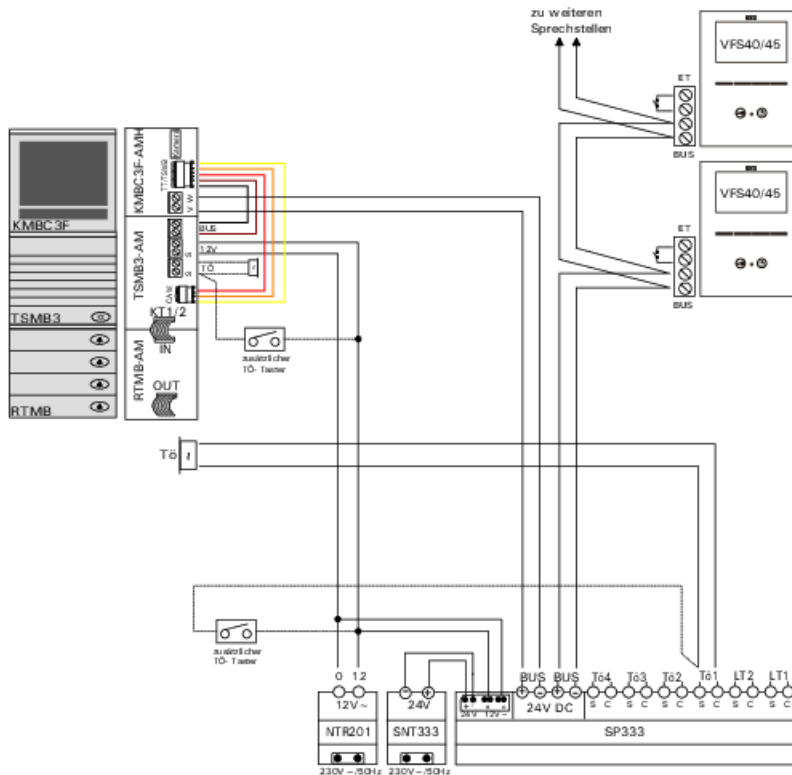 zu weiteren
Sprechstellen
VFS40/45
ET
BUS
VFS40/45
ET
BUS
KMBC3F
TSMB3
RTMB
KMBC3F-AMH
Kamera
TT/TSMB
V W
TSMB3-AM
BUS
12V
TÖ
KT1/2
RTMB-AM
IN
OUT
zusätzlicher
TÖ- Taster
Tö
~
zusätzlicher
TÖ- Taster
0 12
12V~
NTR201
230V ~/50Hz
- +
24V
SNT333
230V ~/50Hz
24V 12V~
BUS BUS
+ - + -
24V DC
Tö4 Tö3 Tö2 Tö1 LT2 LT1
S C S C S C S C S C S C
SP333